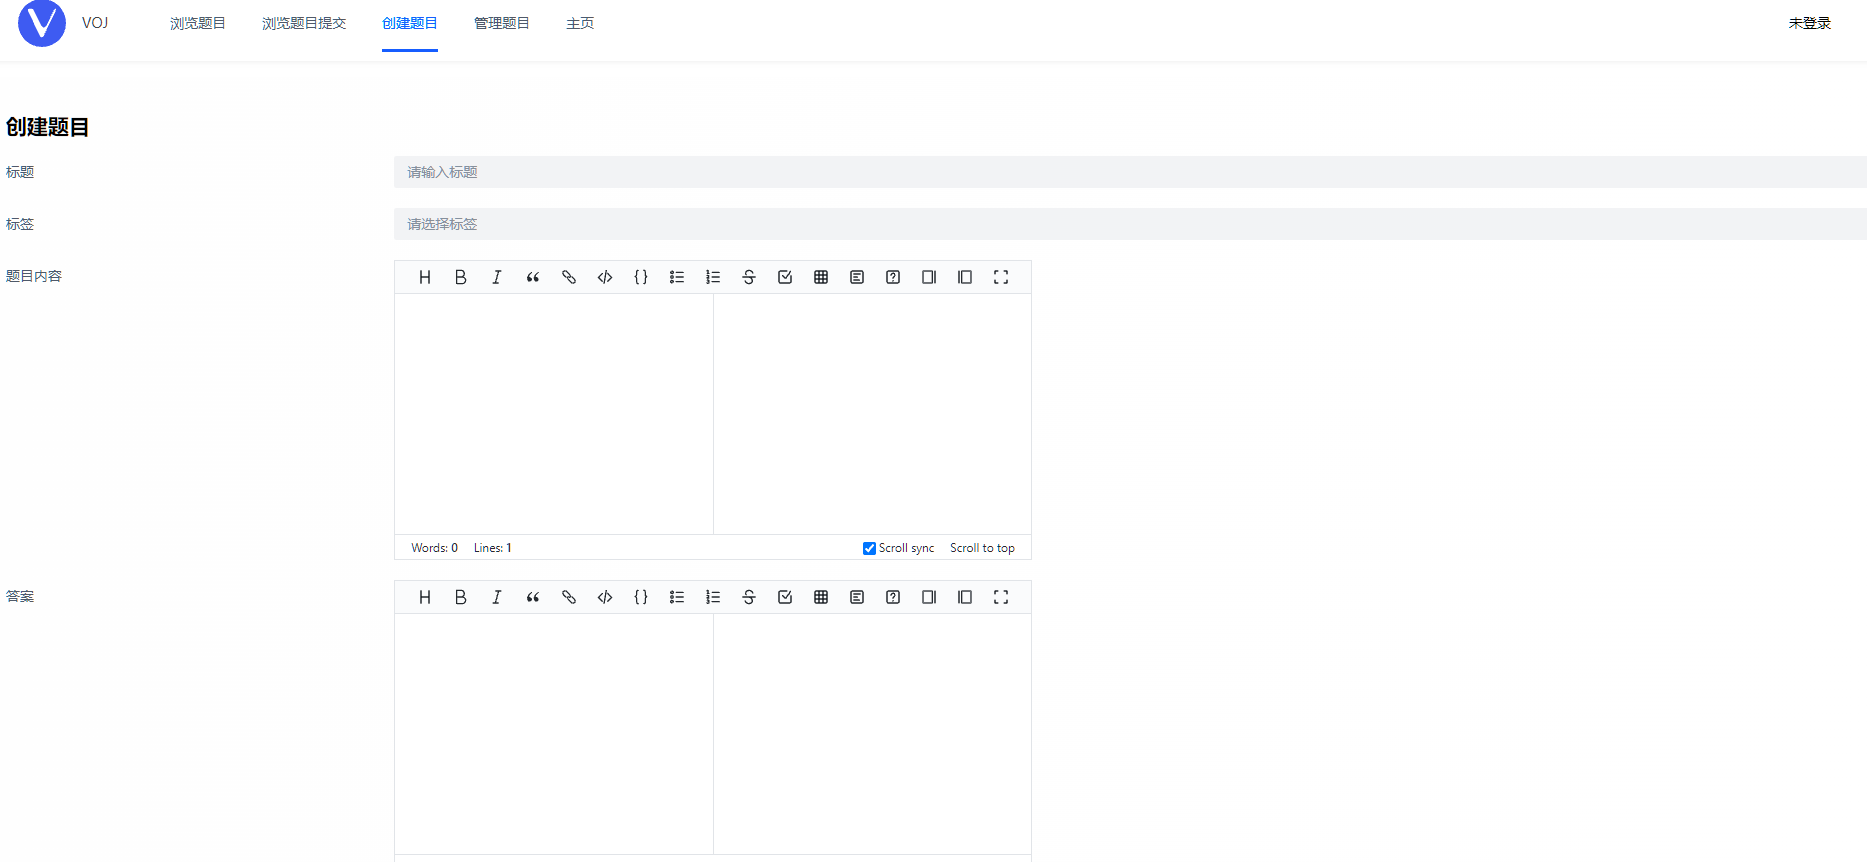 V VOJ 浏览题目 浏览题目提交 创建题目 管理题目 主页 未登录
创建题目
标题 请输入标题
标签 请选择标签
题目内容
Words: 0 Lines: 1 Scroll sync Scroll to top
答案